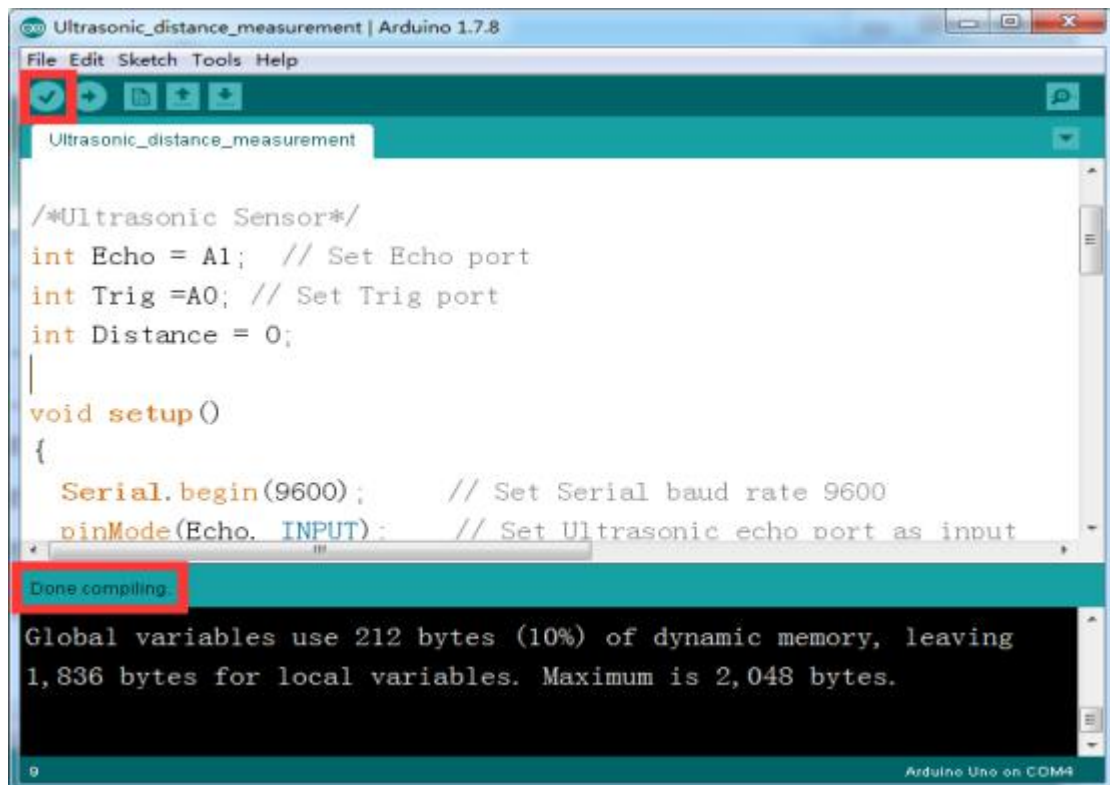 Ultrasonic_distance_measurement | Arduino 1.7.8
File Edit Sketch Tools Help
Ultrasonic_distance_measurement
/*Ultrasonic Sensor*/
int Echo = A1;  // Set Echo port
int Trig =A0; // Set Trig port
int Distance = 0;
void setup()
{
  Serial.begin(9600);      // Set Serial baud rate 9600
  pinMode(Echo, INPUT);     // Set Ultrasonic echo port as input
Done compiling.
Global variables use 212 bytes (10%) of dynamic memory, leaving
1,836 bytes for local variables. Maximum is 2,048 bytes.
9
Arduino Uno on COM4